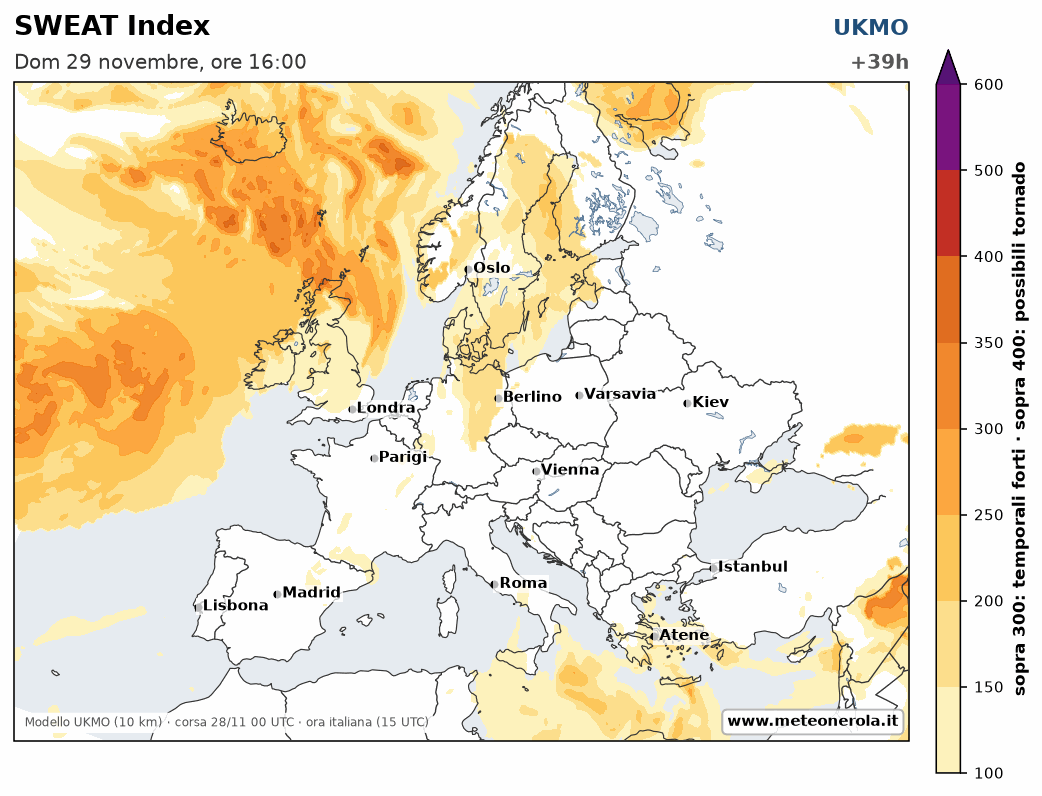 SWEAT Index
UKMO
Dom 29 novembre, ore 16:00
+39h
600
500
400
350
300
250
200
150
100
sopra 300: temporali forti · sopra 400: possibili tornado
Oslo
Berlino
Varsavia
Kiev
Londra
Parigi
Vienna
Istanbul
Roma
Madrid
Lisbona
Atene
Modello UKMO (10 km) · corsa 28/11 00 UTC · ora italiana (15 UTC)
www.meteonerola.it